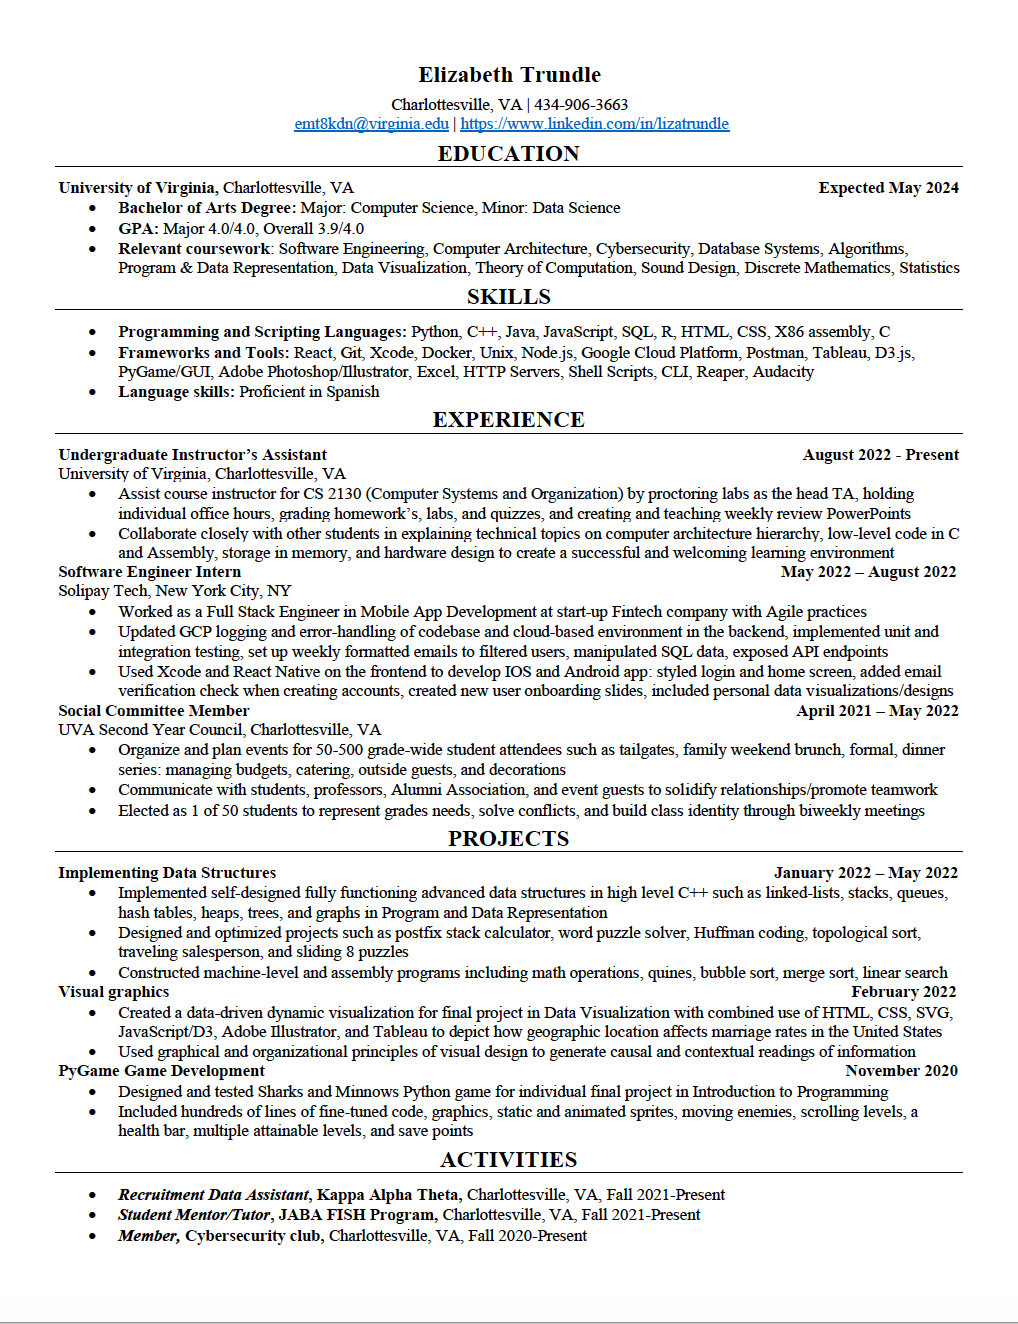 Elizabeth Trundle
Charlottesville, VA | 434-906-3663
emt8kdn@virginia.edu | https://www.linkedin.com/in/lizatrundle
EDUCATION
University of Virginia, Charlottesville, VA Expected May 2024
• Bachelor of Arts Degree: Major: Computer Science, Minor: Data Science
• GPA: Major 4.0/4.0, Overall 3.9/4.0
• Relevant coursework: Software Engineering, Computer Architecture, Cybersecurity, Database Systems, Algorithms,
Program & Data Representation, Data Visualization, Theory of Computation, Sound Design, Discrete Mathematics, Statistics
SKILLS
• Programming and Scripting Languages: Python, C++, Java, JavaScript, SQL, R, HTML, CSS, X86 assembly, C
• Frameworks and Tools: React, Git, Xcode, Docker, Unix, Node.js, Google Cloud Platform, Postman, Tableau, D3.js,
PyGame/GUI, Adobe Photoshop/Illustrator, Excel, HTTP Servers, Shell Scripts, CLI, Reaper, Audacity
• Language skills: Proficient in Spanish
EXPERIENCE
Undergraduate Instructor’s Assistant August 2022 - Present
University of Virginia, Charlottesville, VA
• Assist course instructor for CS 2130 (Computer Systems and Organization) by proctoring labs as the head TA, holding
individual office hours, grading homework’s, labs, and quizzes, and creating and teaching weekly review PowerPoints
• Collaborate closely with other students in explaining technical topics on computer architecture hierarchy, low-level code in C
and Assembly, storage in memory, and hardware design to create a successful and welcoming learning environment
Software Engineer Intern May 2022 – August 2022
Solipay Tech, New York City, NY
• Worked as a Full Stack Engineer in Mobile App Development at start-up Fintech company with Agile practices
• Updated GCP logging and error-handling of codebase and cloud-based environment in the backend, implemented unit and
integration testing, set up weekly formatted emails to filtered users, manipulated SQL data, exposed API endpoints
• Used Xcode and React Native on the frontend to develop IOS and Android app: styled login and home screen, added email
verification check when creating accounts, created new user onboarding slides, included personal data visualizations/designs
Social Committee Member April 2021 – May 2022
UVA Second Year Council, Charlottesville, VA
• Organize and plan events for 50-500 grade-wide student attendees such as tailgates, family weekend brunch, formal, dinner
series: managing budgets, catering, outside guests, and decorations
• Communicate with students, professors, Alumni Association, and event guests to solidify relationships/promote teamwork
• Elected as 1 of 50 students to represent grades needs, solve conflicts, and build class identity through biweekly meetings
PROJECTS
Implementing Data Structures January 2022 – May 2022
• Implemented self-designed fully functioning advanced data structures in high level C++ such as linked-lists, stacks, queues,
hash tables, heaps, trees, and graphs in Program and Data Representation
• Designed and optimized projects such as postfix stack calculator, word puzzle solver, Huffman coding, topological sort,
traveling salesperson, and sliding 8 puzzles
• Constructed machine-level and assembly programs including math operations, quines, bubble sort, merge sort, linear search
Visual graphics February 2022
• Created a data-driven dynamic visualization for final project in Data Visualization with combined use of HTML, CSS, SVG,
JavaScript/D3, Adobe Illustrator, and Tableau to depict how geographic location affects marriage rates in the United States
• Used graphical and organizational principles of visual design to generate causal and contextual readings of information
PyGame Game Development November 2020
• Designed and tested Sharks and Minnows Python game for individual final project in Introduction to Programming
• Included hundreds of lines of fine-tuned code, graphics, static and animated sprites, moving enemies, scrolling levels, a
health bar, multiple attainable levels, and save points
ACTIVITIES
• Recruitment Data Assistant, Kappa Alpha Theta, Charlottesville, VA, Fall 2021-Present
• Student Mentor/Tutor, JABA FISH Program, Charlottesville, VA, Fall 2021-Present
• Member, Cybersecurity club, Charlottesville, VA, Fall 2020-Present